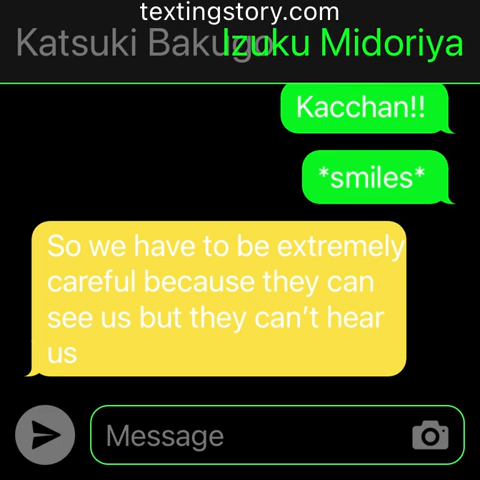 textingstory.com
Katsuki Bakugo Izuku Midoriya
Kacchan!!
*smiles*
So we have to be extremely
careful because they can
see us but they can't hear
us
Message